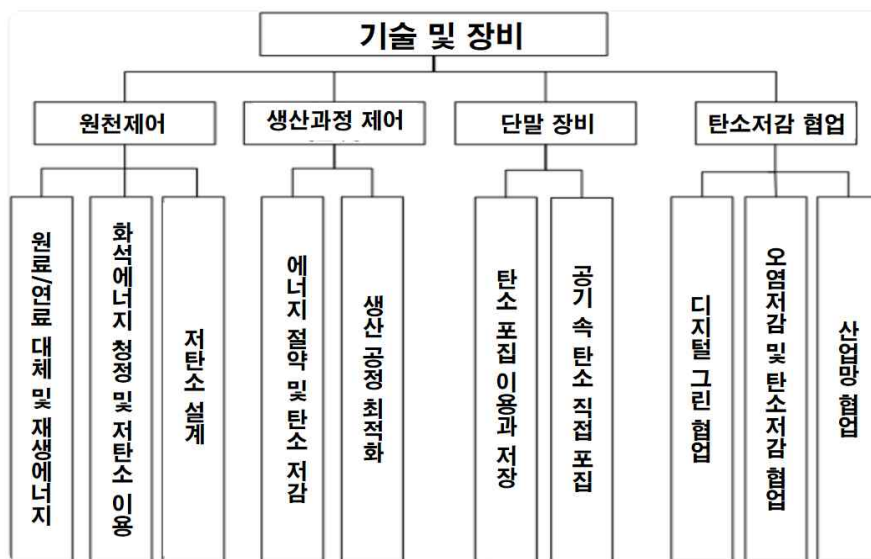 기술 및 장비
원천제어
생산과정 제어
단말 장비
탄소저감 협업
원료/연료 대체 및 재생에너지
화석에너지 청정 및 저탄소 이용
저탄소 설계
에너지 절약 및 탄소 저감
생산 공정 최적화
탄소 포집 이용과 저장
공기 속 탄소 직접 포집
디지털 그린 협업
오염저감 및 탄소저감 협업
산업망 협업